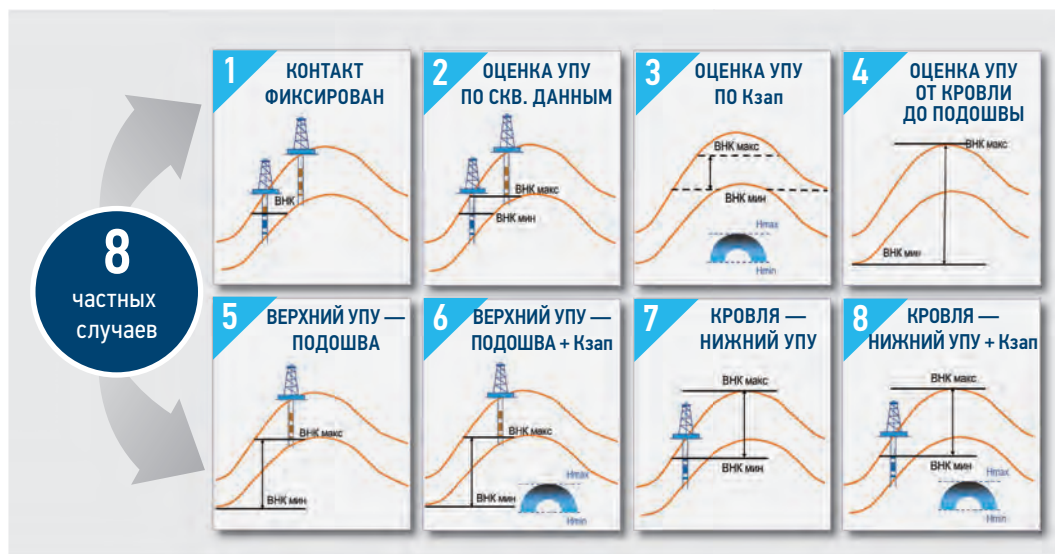 8
частных
случаев
1
КОНТАКТ
ФИКСИРОВАН
ВНК
2
ОЦЕНКА УПУ
ПО СКВ. ДАННЫМ
ВНК макс
ВНК мин
3
ОЦЕНКА УПУ
ПО Кзап
ВНК макс
ВНК мин
Hmax
Hmin
4
ОЦЕНКА УПУ
ОТ КРОВЛИ
ДО ПОДОШВЫ
ВНК макс
ВНК мин
5
ВЕРХНИЙ УПУ —
ПОДОШВА
ВНК макс
ВНК мин
6
ВЕРХНИЙ УПУ —
ПОДОШВА + Кзап
ВНК макс
Hmax
ВНК мин
Hmin
7
КРОВЛЯ —
НИЖНИЙ УПУ
ВНК макс
ВНК мин
8
КРОВЛЯ —
НИЖНИЙ УПУ + Кзап
ВНК макс
ВНК мин
Hmax
Hmin